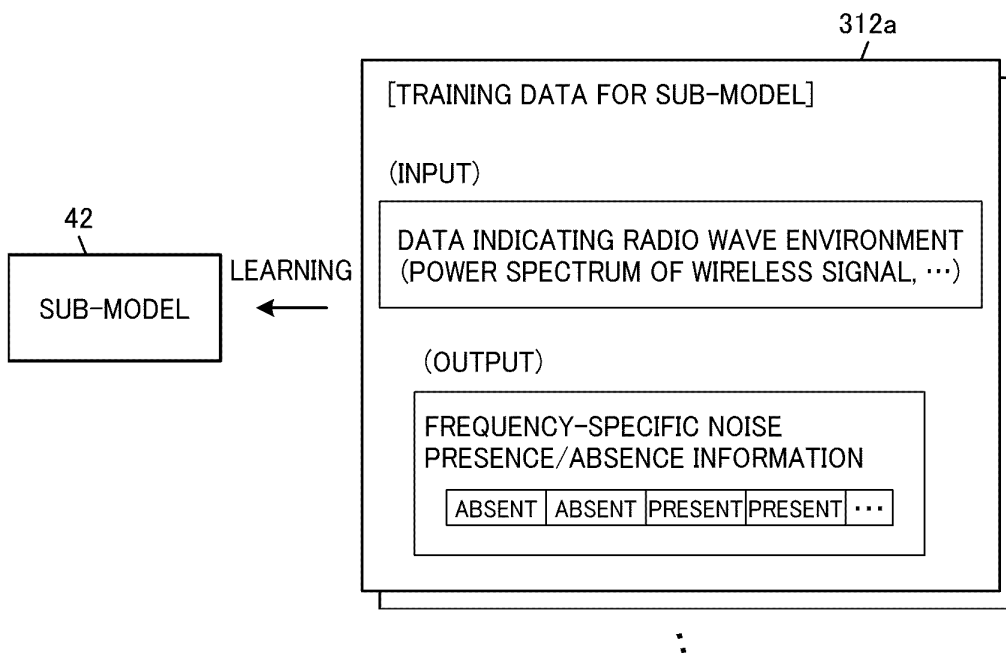 312a
[TRAINING DATA FOR SUB-MODEL]
(INPUT)
DATA INDICATING RADIO WAVE ENVIRONMENT
(POWER SPECTRUM OF WIRELESS SIGNAL, ···)
42
SUB-MODEL
LEARNING
(OUTPUT)
FREQUENCY-SPECIFIC NOISE
PRESENCE/ABSENCE INFORMATION
ABSENT ABSENT PRESENT PRESENT ···